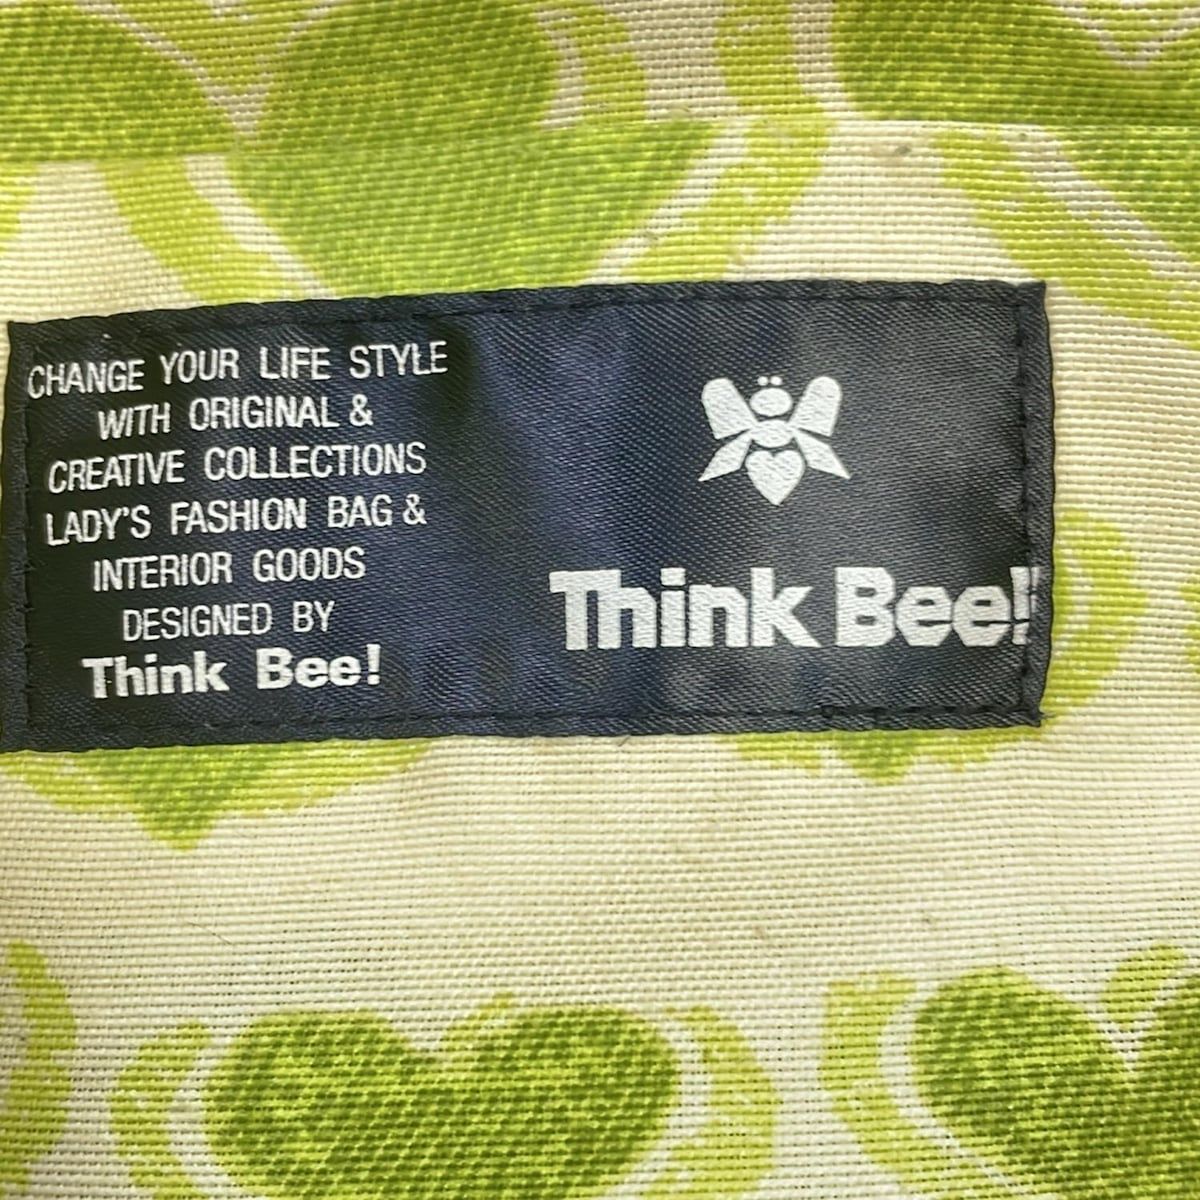 CHANGE YOUR LIFE STYLE
WITH ORIGINAL &
CREATIVE COLLECTIONS
LADY'S FASHION BAG &
INTERIOR GOODS
DESIGNED BY
Think Bee!
Think Bee!